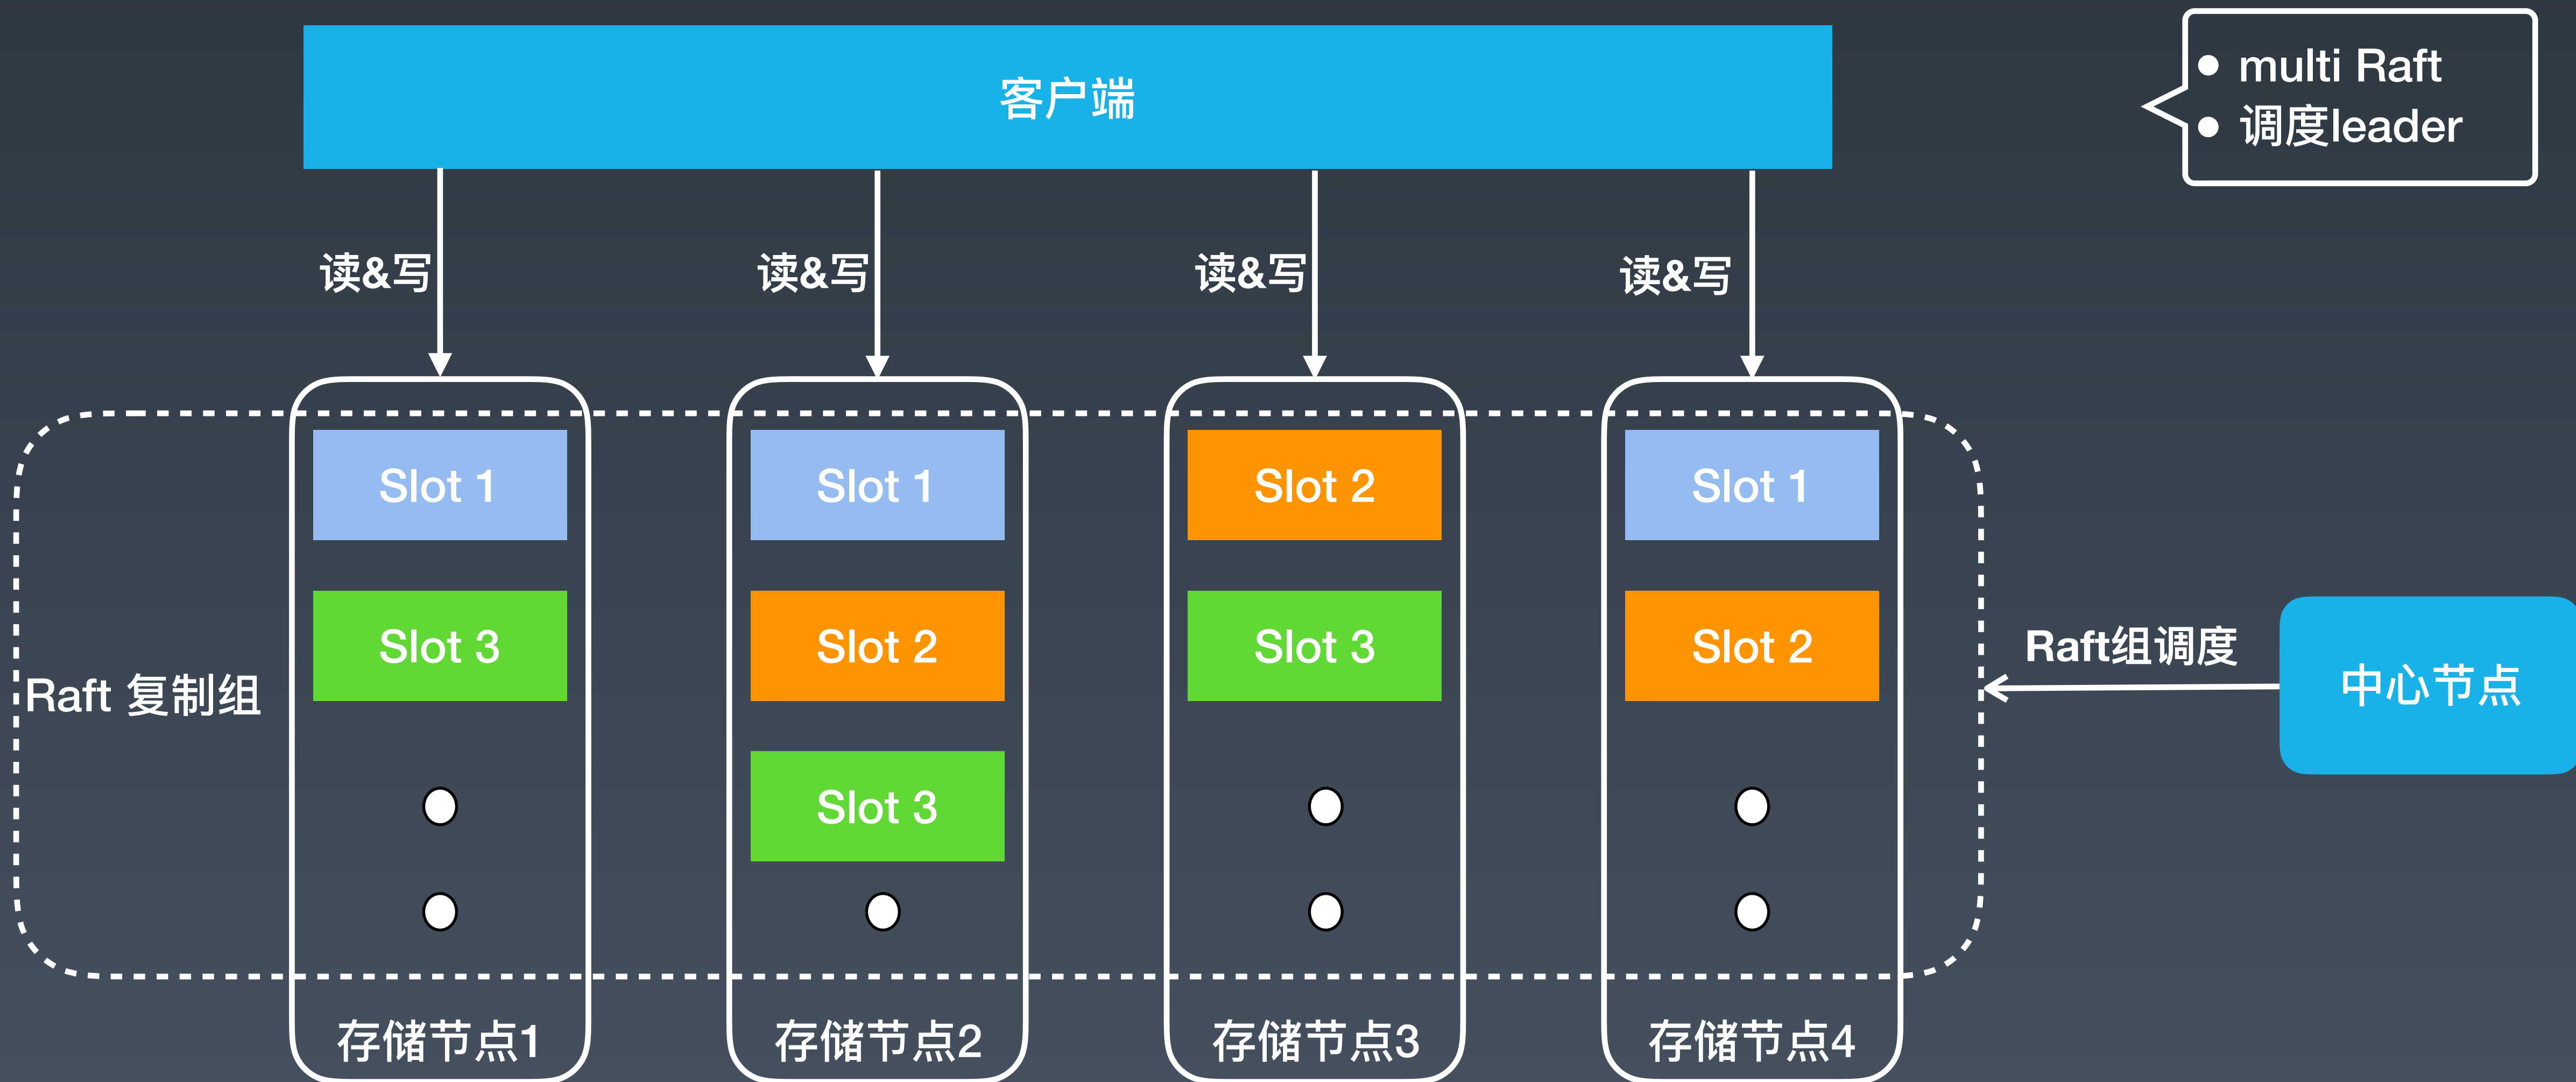 客户端
multi Raft
调度leader
读&写
读&写
读&写
读&写
Slot 1
Slot 1
Slot 2
Slot 1
Slot 3
Slot 2
Slot 3
Slot 2
Raft 复制组
Raft组调度
中心节点
Slot 3
存储节点1
存储节点2
存储节点3
存储节点4